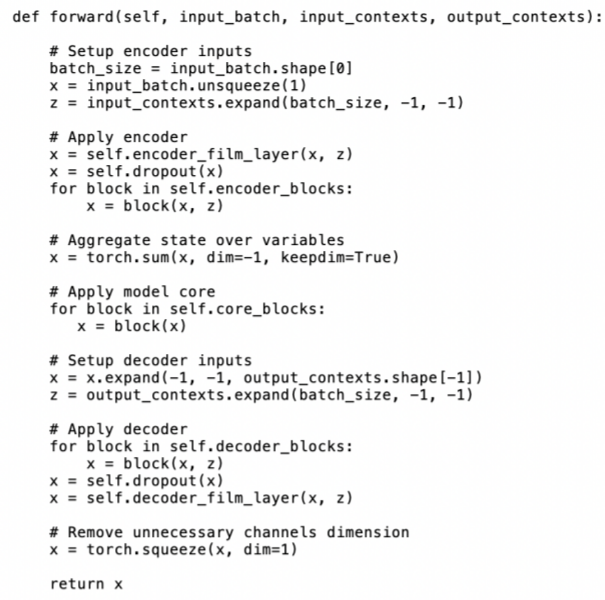 def forward(self, input_batch, input_contexts, output_contexts):
# Setup encoder inputs
batch_size = input_batch.shape[0]
x = input_batch.unsqueeze(1)
z = input_contexts.expand(batch_size, -1, -1)
# Apply encoder
x = self.encoder_film_layer(x, z)
x = self.dropout(x)
for block in self.encoder_blocks:
x = block(x, z)
# Aggregate state over variables
x = torch.sum(x, dim=-1, keepdim=True)
# Apply model core
for block in self.core_blocks:
x = block(x)
# Setup decoder inputs
x = x.expand(-1, -1, output_contexts.shape[-1])
z = output_contexts.expand(batch_size, -1, -1)
# Apply decoder
for block in self.decoder_blocks:
x = block(x, z)
x = self.dropout(x)
x = self.decoder_film_layer(x, z)
# Remove unnecessary channels dimension
x = torch.squeeze(x, dim=1)
return x